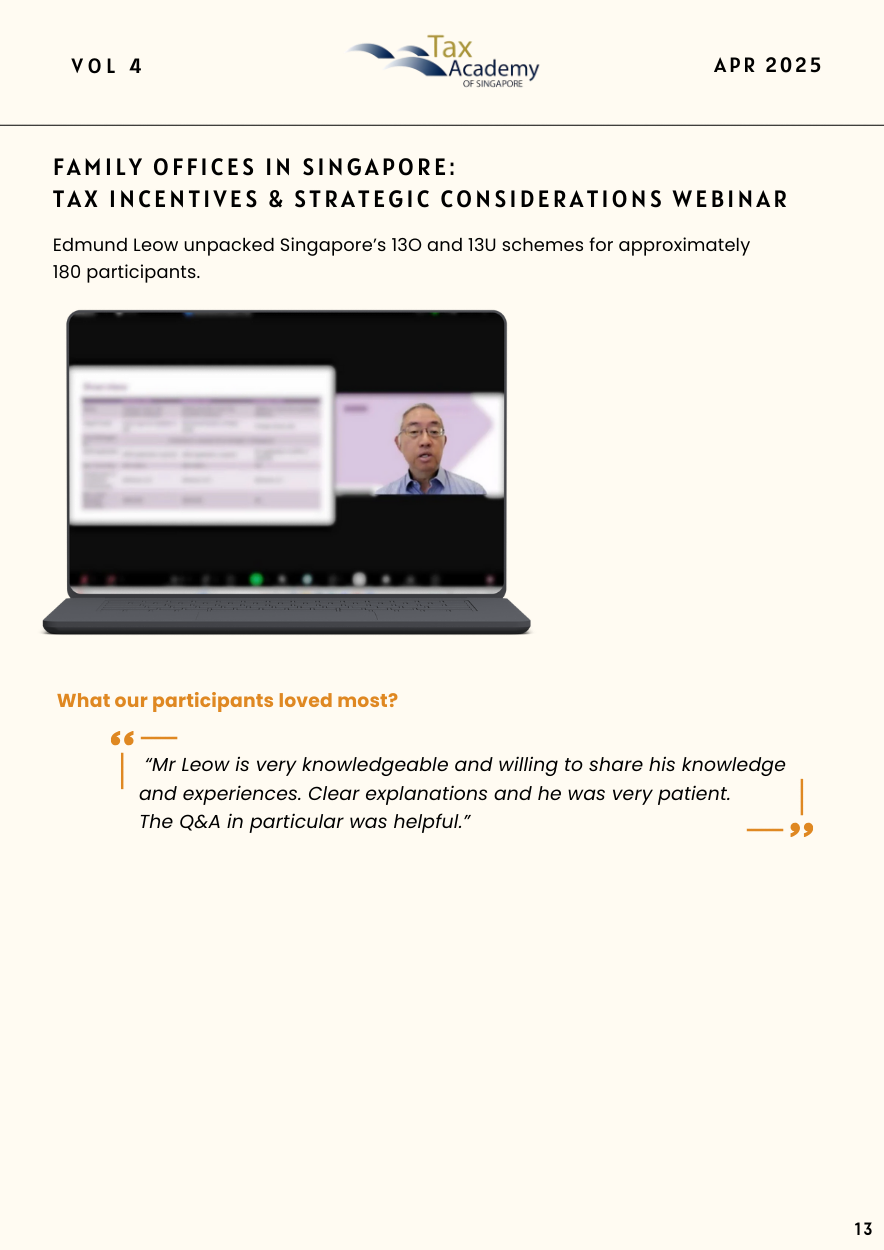 VOL 4
Tax
Academy
OF SINGAPORE
APR 2025
FAMILY OFFICES IN SINGAPORE:
TAX INCENTIVES & STRATEGIC CONSIDERATIONS WEBINAR
Edmund Leow unpacked Singapore’s 13O and 13U schemes for approximately
180 participants.
Overview
What our participants loved most?
“Mr Leow is very knowledgeable and willing to share his knowledge
and experiences. Clear explanations and he was very patient.
The Q&A in particular was helpful.”
13